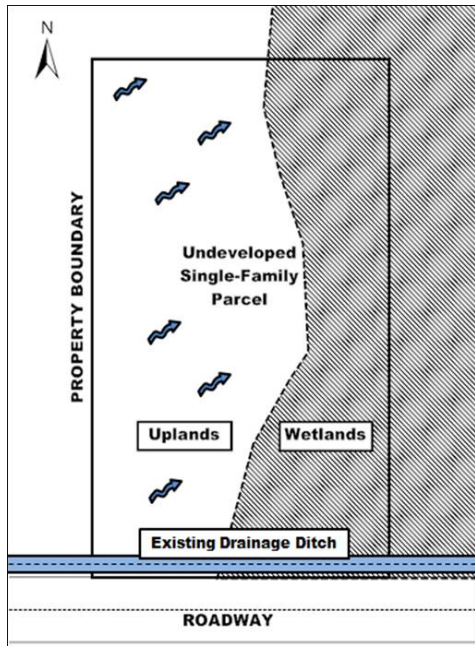 N
PROPERTY BOUNDARY
Undeveloped
Single-Family
Parcel
Uplands
Wetlands
Existing Drainage Ditch
ROADWAY